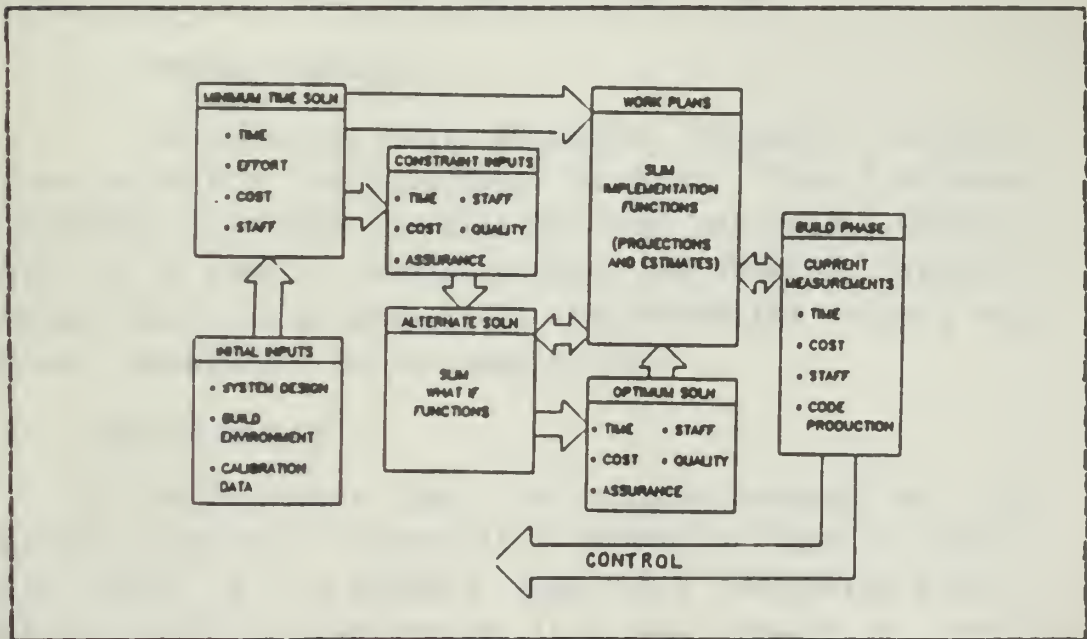 MINIMUM TIME SOLN
• TIME
• EFFORT
• COST
• STAFF
CONSTRAINT INPUTS
• TIME • STAFF
• COST • QUALITY
• ASSURANCE
WORK PLANS
SLIM
IMPLEMENTATION
FUNCTIONS
(PROJECTIONS
AND ESTIMATES)
BUILD PHASE
CURRENT
MEASUREMENTS
• TIME
• COST
• STAFF
• CODE
PRODUCTION
INITIAL INPUTS
• SYSTEM DESIGN
• BUILD
ENVIRONMENT
• CALIBRATION
DATA
ALTERNATE SOLN
SLIM
WHAT IF
FUNCTIONS
OPTIMUM SOLN
• TIME • STAFF
• COST • QUALITY
• ASSURANCE
CONTROL